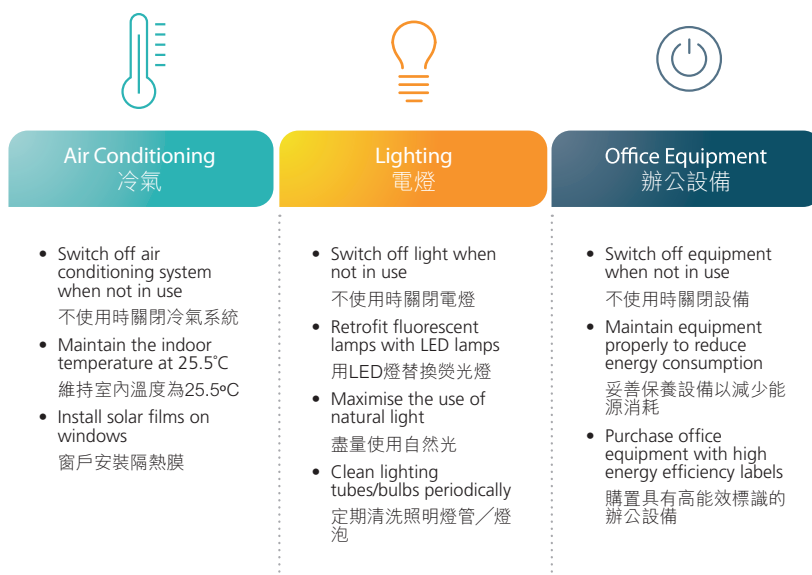 Air Conditioning
冷氣
• Switch off air
conditioning system
when not in use
不使用時關閉冷氣系統
• Maintain the indoor
temperature at 25.5˚C
維持室內溫度為25.5ºC
• Install solar films on
windows
窗戶安裝隔熱膜
Lighting
電燈
• Switch off light when
not in use
不使用時關閉電燈
• Retrofit fluorescent
lamps with LED lamps
用LED燈替換熒光燈
• Maximise the use of
natural light
盡量使用自然光
• Clean lighting
tubes/bulbs periodically
定期清洗照明燈管╱燈
泡
Office Equipment
辦公設備
• Switch off equipment
when not in use
不使用時關閉設備
• Maintain equipment
properly to reduce
energy consumption
妥善保養設備以減少能
源消耗
• Purchase office
equipment with high
energy efficiency labels
購置具有高能效標識的
辦公設備